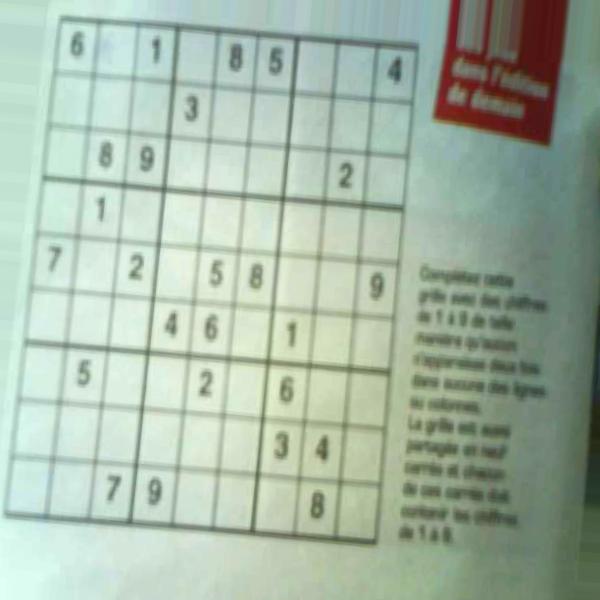 6 1 8 5 4
3
8 9 2
1
7 2 5 8 9
4 6 1
5 2 6
3 4
7 9 8
dans l'édition
de demain
Complétez cette
grille avec des chiffres
de 1 à 9 de telle
manière qu'aucun
n'apparaisse deux fois
dans aucune des lignes
ou colonnes.
La grille est aussi
partagée en neuf
carrés et chacun
de ces carrés doit
contenir les chiffres
de 1 à 9.